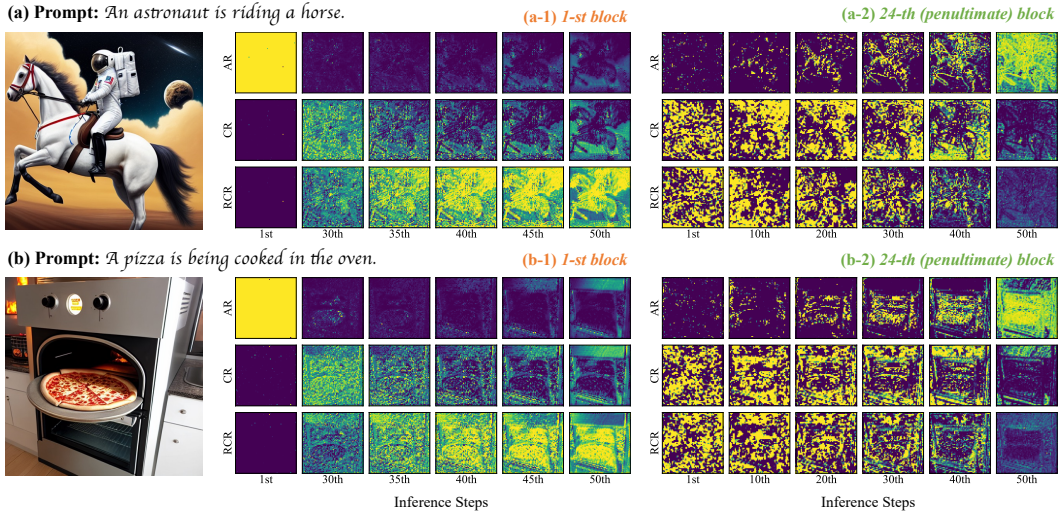 (a) Prompt: An astronaut is riding a horse.
(a-1) 1-st block
(a-2) 24-th (penultimate) block
AR
CR
RCR
1st 30th 35th 40th 45th 50th
AR
CR
RCR
1st 10th 20th 30th 40th 50th
(b) Prompt: A pizza is being cooked in the oven.
(b-1) 1-st block
(b-2) 24-th (penultimate) block
AR
CR
RCR
1st 30th 35th 40th 45th 50th
Inference Steps
AR
CR
RCR
1st 10th 20th 30th 40th 50th
Inference Steps